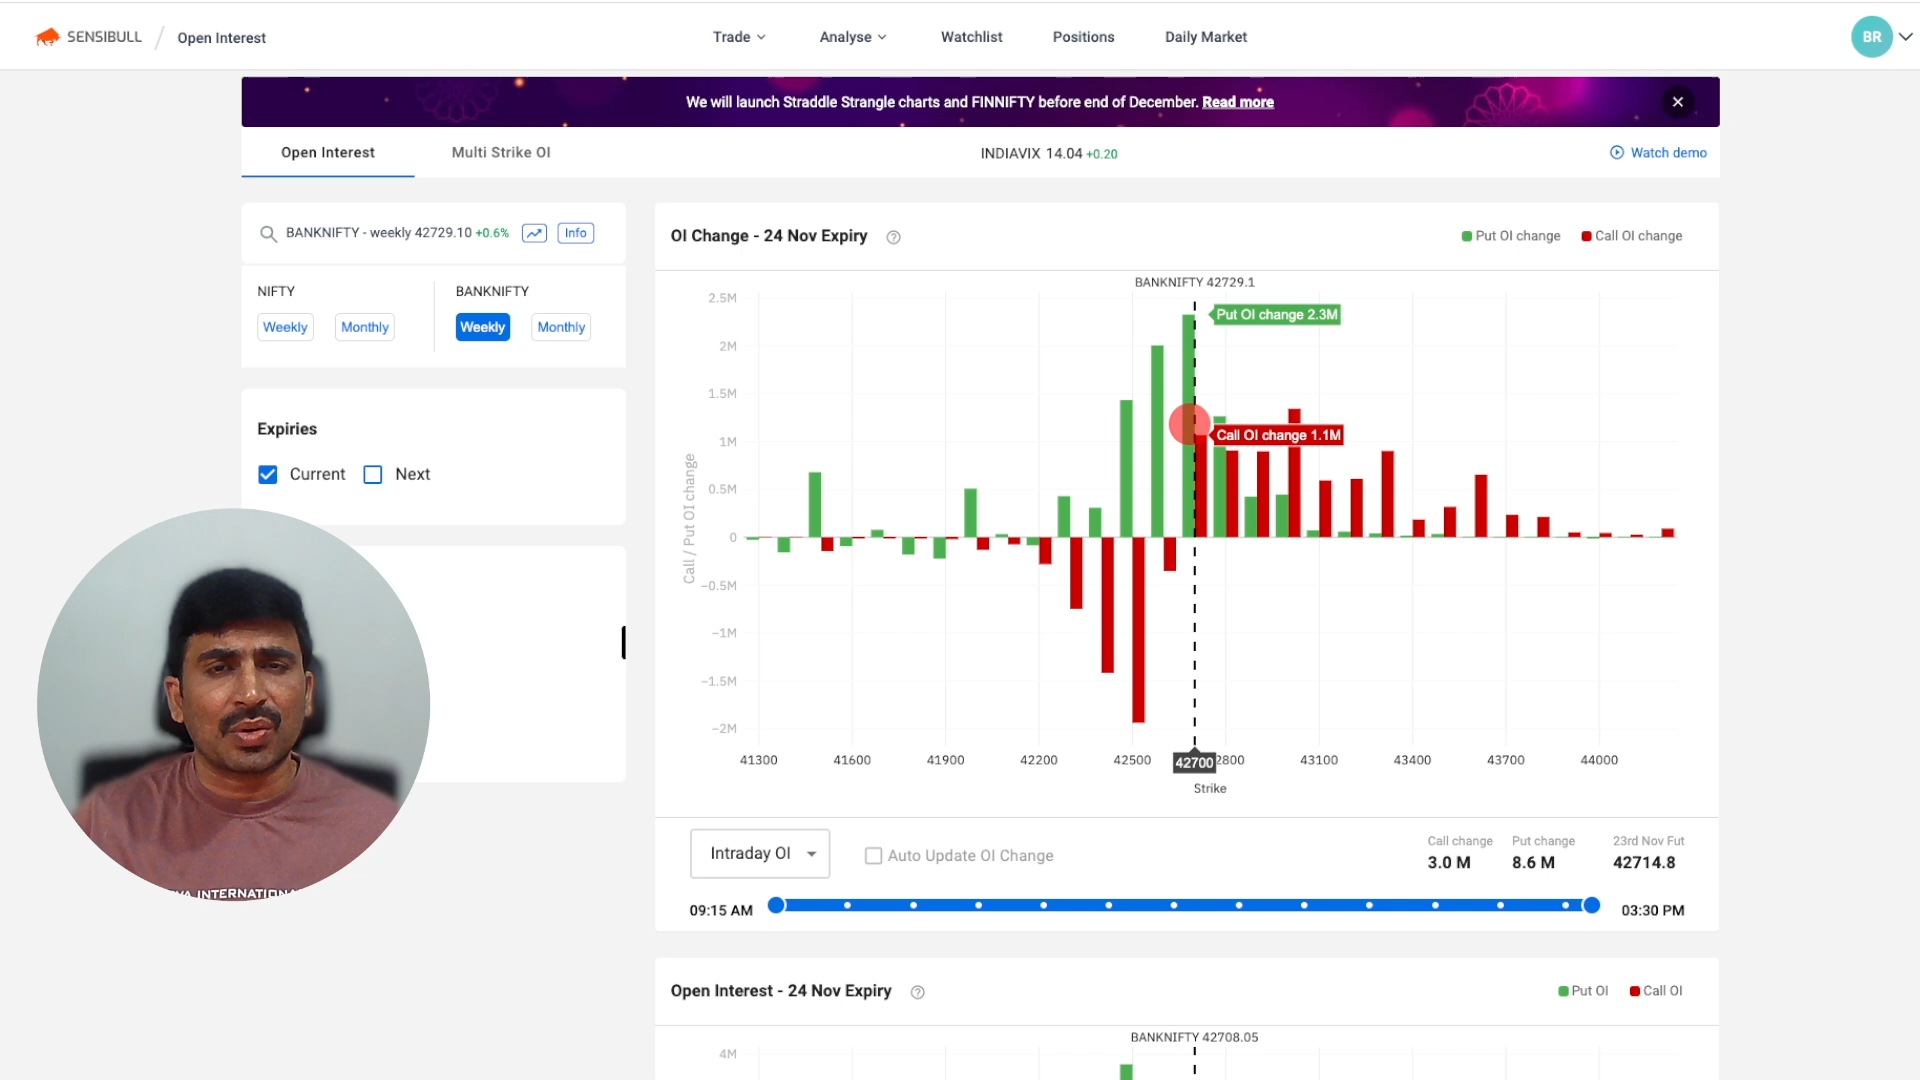 SENSIBULL / Open Interest
Trade
Analyse
Watchlist
Positions
Daily Market
BR
We will launch Straddle Strangle charts and FINNIFTY before end of December. Read more
Open Interest
Multi Strike OI
INDIAVIX 14.04 +0.20
Watch demo
BANKNIFTY - weekly 42729.10 +0.6%
Info
NIFTY
Weekly
Monthly
BANKNIFTY
Weekly
Monthly
Expiries
Current
Next
OI Change - 24 Nov Expiry
Put OI change
Call OI change
BANKNIFTY 42729.1
Put OI change 2.3M
Call OI change 1.1M
Call / Put OI change
2.5M
2M
1.5M
1M
0.5M
0
−0.5M
−1M
−1.5M
−2M
41300
41600
41900
42200
42500
42700
2800
43100
43400
43700
44000
Strike
Intraday OI
Auto Update OI Change
Call change
3.0 M
Put change
8.6 M
23rd Nov Fut
42714.8
09:15 AM
03:30 PM
Open Interest - 24 Nov Expiry
Put OI
Call OI
BANKNIFTY 42708.05
4M
INTERNATIONAL